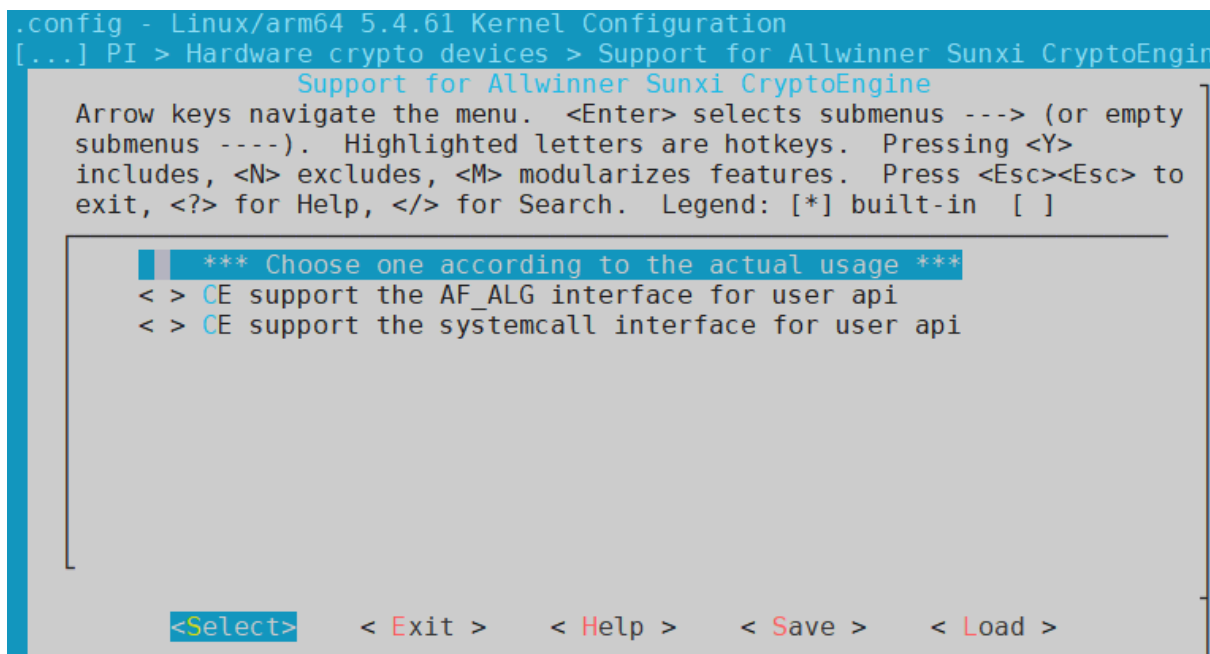 .config - Linux/arm64 5.4.61 Kernel Configuration
[...] PI > Hardware crypto devices > Support for Allwinner Sunxi CryptoEngin
Support for Allwinner Sunxi CryptoEngine
Arrow keys navigate the menu.  <Enter> selects submenus ---> (or empty
submenus ----).  Highlighted letters are hotkeys.  Pressing <Y>
includes, <N> excludes, <M> modularizes features.  Press <Esc><Esc> to
exit, <?> for Help, </> for Search.  Legend: [*] built-in  [ ]
*** Choose one according to the actual usage ***
< > CE support the AF_ALG interface for user api
< > CE support the systemcall interface for user api
<Select>    < Exit >    < Help >    < Save >    < Load >